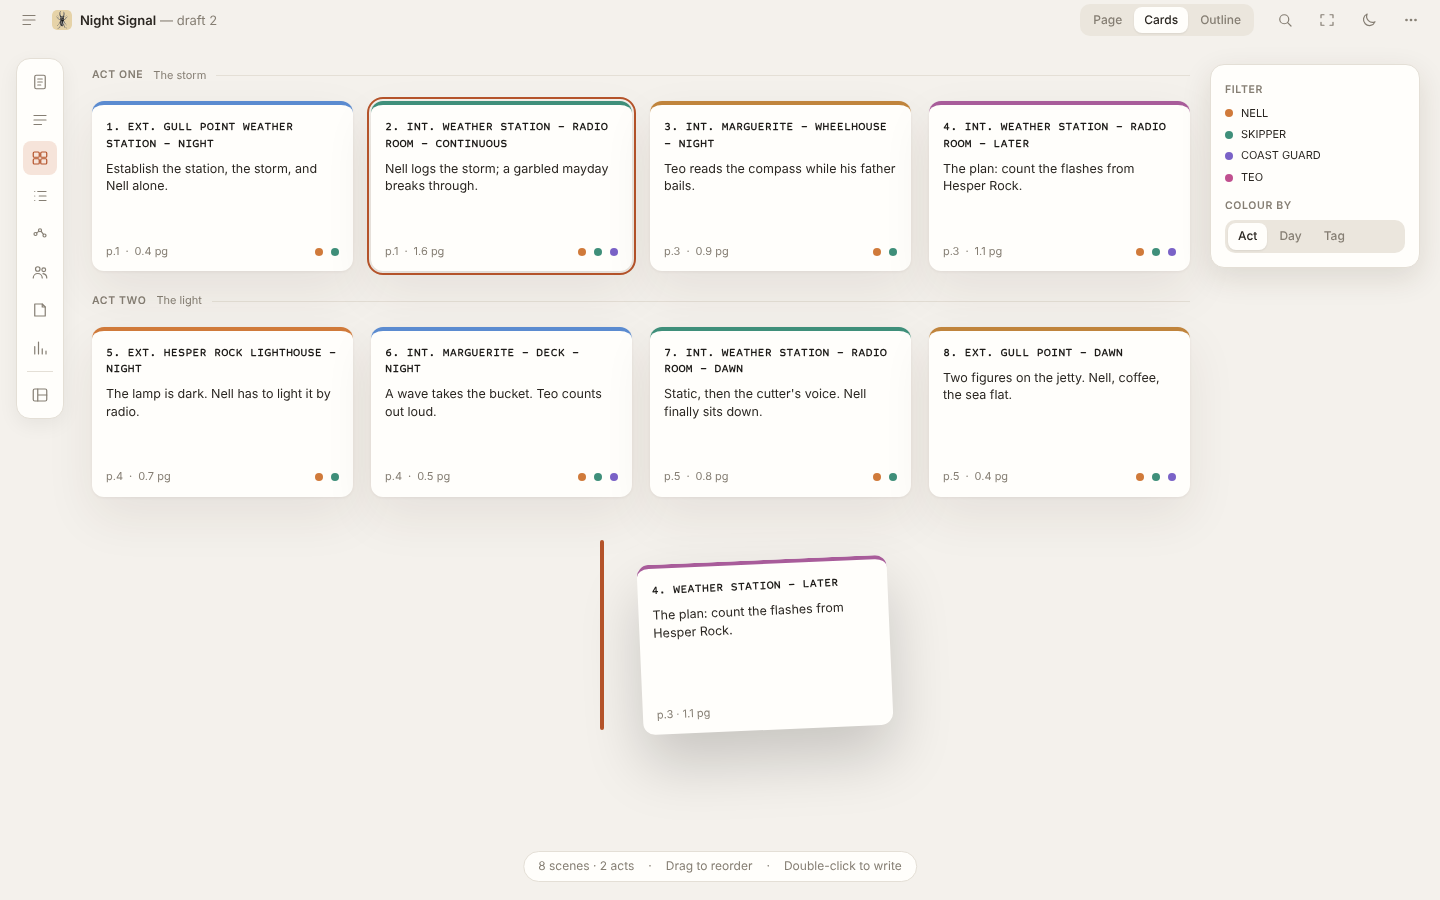 Night Signal — draft 2
Page Cards Outline
ACT ONE The storm
1. EXT. GULL POINT WEATHER
STATION – NIGHT
Establish the station, the storm, and
Nell alone.
p.1 · 0.4 pg
2. INT. WEATHER STATION – RADIO
ROOM – CONTINUOUS
Nell logs the storm; a garbled mayday
breaks through.
p.1 · 1.6 pg
3. INT. MARGUERITE – WHEELHOUSE
– NIGHT
Teo reads the compass while his father
bails.
p.3 · 0.9 pg
4. INT. WEATHER STATION – RADIO
ROOM – LATER
The plan: count the flashes from
Hesper Rock.
p.3 · 1.1 pg
FILTER
NELL
SKIPPER
COAST GUARD
TEO
COLOUR BY
Act Day Tag
ACT TWO The light
5. EXT. HESPER ROCK LIGHTHOUSE –
NIGHT
The lamp is dark. Nell has to light it by
radio.
p.4 · 0.7 pg
6. INT. MARGUERITE – DECK –
NIGHT
A wave takes the bucket. Teo counts
out loud.
p.4 · 0.5 pg
7. INT. WEATHER STATION – RADIO
ROOM – DAWN
Static, then the cutter's voice. Nell
finally sits down.
p.5 · 0.8 pg
8. EXT. GULL POINT – DAWN
Two figures on the jetty. Nell, coffee,
the sea flat.
p.5 · 0.4 pg
4. WEATHER STATION – LATER
The plan: count the flashes from
Hesper Rock.
p.3 · 1.1 pg
8 scenes · 2 acts · Drag to reorder · Double-click to write